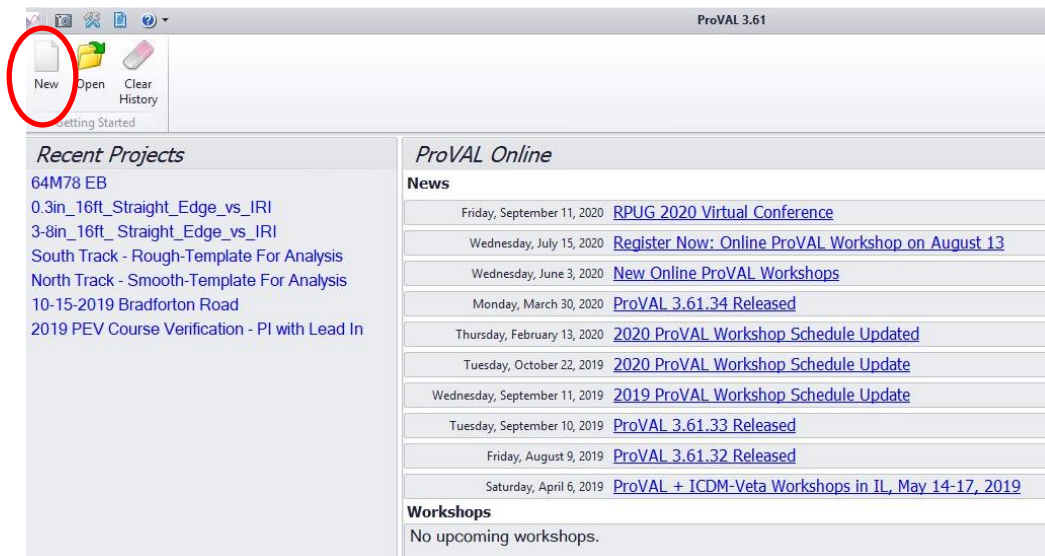 ProVAL 3.61
New Open Clear History
Getting Started
Recent Projects
64M78 EB
0.3in_16ft_Straight_Edge_vs_IRI
3-8in_16ft_ Straight_Edge_vs_IRI
South Track - Rough-Template For Analysis
North Track - Smooth-Template For Analysis
10-15-2019 Bradforton Road
2019 PEV Course Verification - PI with Lead In
ProVAL Online
News
Friday, September 11, 2020 RPUG 2020 Virtual Conference
Wednesday, July 15, 2020 Register Now: Online ProVAL Workshop on August 13
Wednesday, June 3, 2020 New Online ProVAL Workshops
Monday, March 30, 2020 ProVAL 3.61.34 Released
Thursday, February 13, 2020 2020 ProVAL Workshop Schedule Updated
Tuesday, October 22, 2019 2020 ProVAL Workshop Schedule Update
Wednesday, September 11, 2019 2019 ProVAL Workshop Schedule Update
Tuesday, September 10, 2019 ProVAL 3.61.33 Released
Friday, August 9, 2019 ProVAL 3.61.32 Released
Saturday, April 6, 2019 ProVAL + ICDM-Veta Workshops in IL, May 14-17, 2019
Workshops
No upcoming workshops.